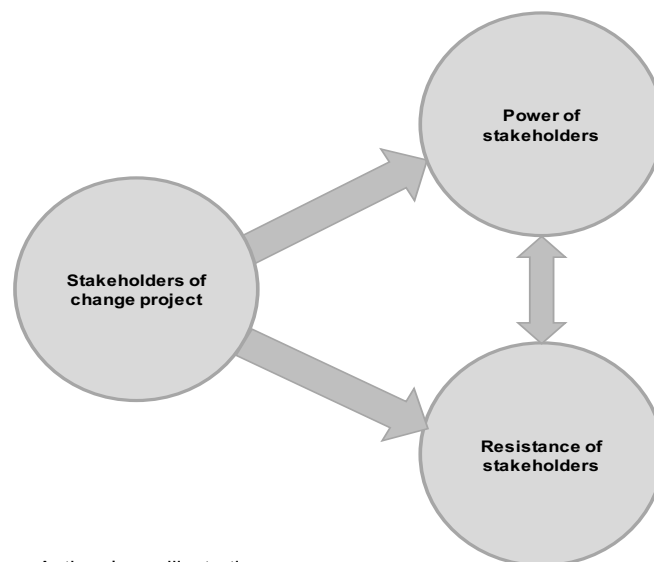 Power of
stakeholders
Stakeholders of
change project
Resistance of
stakeholders